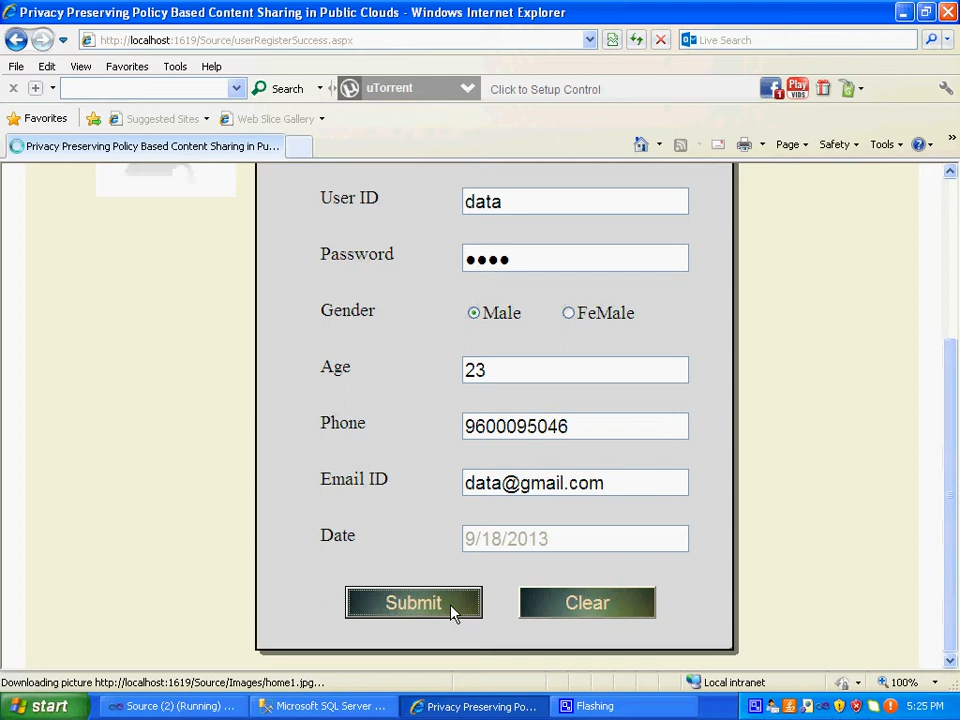 Privacy Preserving Policy Based Content Sharing in Public Clouds - Windows Internet Explorer
http://localhost:1619/Source/userRegisterSuccess.aspx
Live Search
File Edit View Favorites Tools Help
Search
uTorrent
Click to Setup Control
1
Play
VIDS
Favorites
Suggested Sites
Web Slice Gallery
Privacy Preserving Policy Based Content Sharing in Pu...
Page
Safety
Tools
User ID data
Password ●●●●
Gender Male FeMale
Age 23
Phone 9600095046
Email ID data@gmail.com
Date 9/18/2013
Submit Clear
Downloading picture http://localhost:1619/Source/Images/home1.jpg...
Local intranet
100%
start
Source (2) (Running) ...
Microsoft SQL Server ...
Privacy Preserving Po...
Flashing
5:25 PM